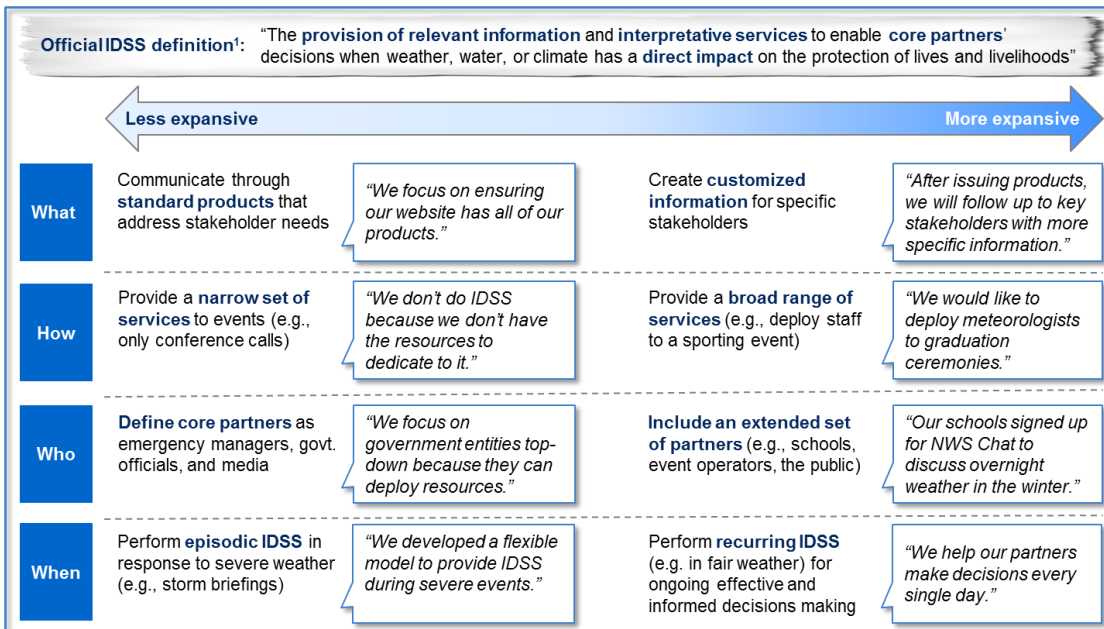 Official IDSS definition¹:
“The provision of relevant information and interpretative services to enable core partners’
decisions when weather, water, or climate has a direct impact on the protection of lives and livelihoods”
Less expansive
More expansive
What
Communicate through
standard products that
address stakeholder needs
“We focus on ensuring
our website has all of our
products.”
Create customized
information for specific
stakeholders
“After issuing products,
we will follow up to key
stakeholders with more
specific information.”
How
Provide a narrow set of
services to events (e.g.,
only conference calls)
“We don’t do IDSS
because we don’t have
the resources to
dedicate to it.”
Provide a broad range of
services (e.g., deploy staff
to a sporting event)
“We would like to
deploy meteorologists
to graduation
ceremonies.”
Who
Define core partners as
emergency managers, govt.
officials, and media
“We focus on
government entities top-
down because they can
deploy resources.”
Include an extended set
of partners (e.g., schools,
event operators, the public)
“Our schools signed up
for NWS Chat to
discuss overnight
weather in the winter.”
When
Perform episodic IDSS in
response to severe weather
(e.g., storm briefings)
“We developed a flexible
model to provide IDSS
during severe events.”
Perform recurring IDSS
(e.g. in fair weather) for
ongoing effective and
informed decisions making
“We help our partners
make decisions every
single day.”